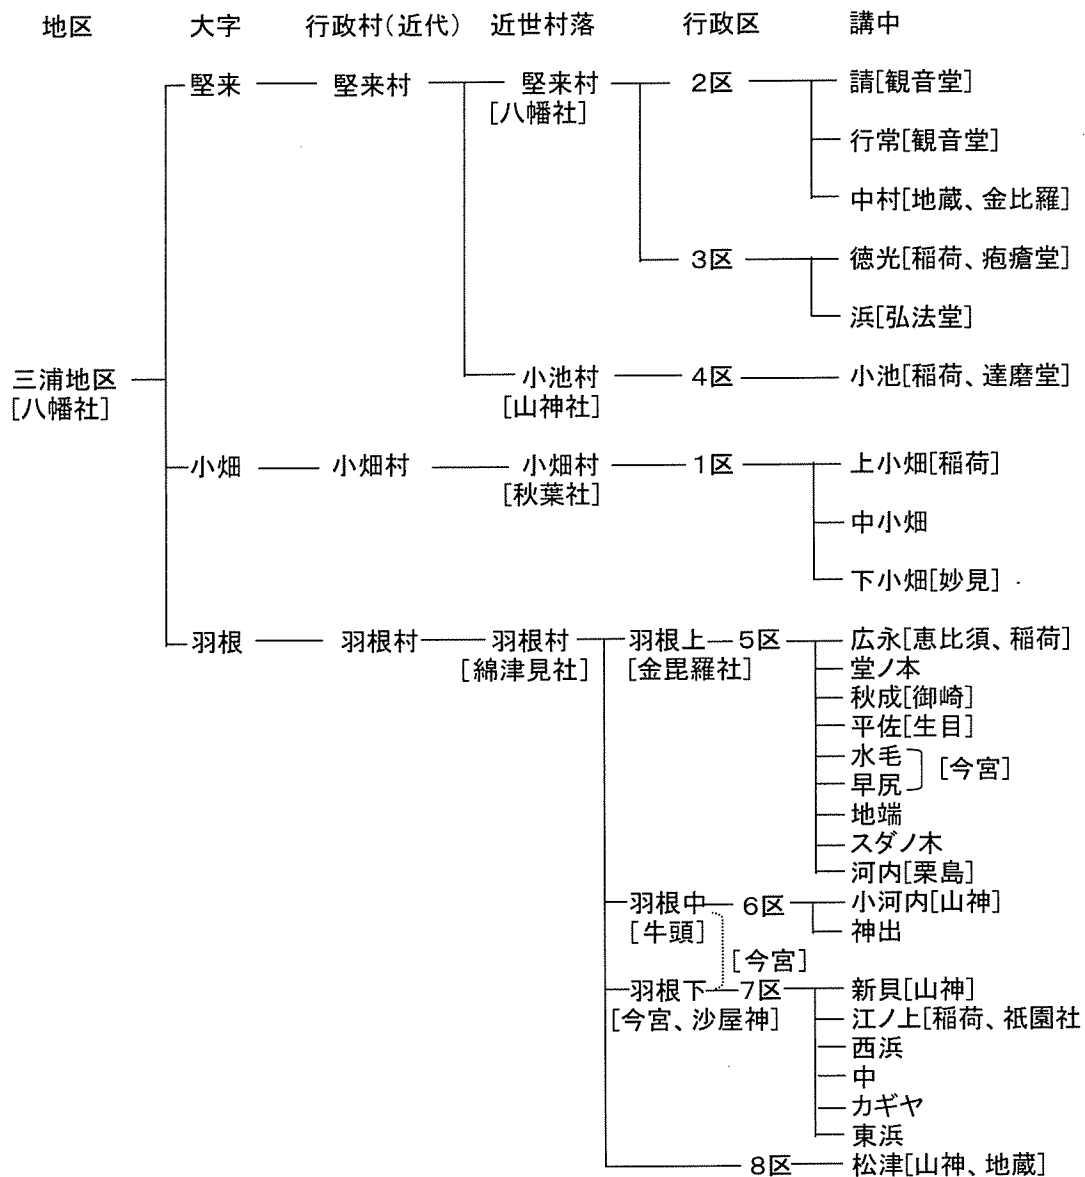 地区 大字 行政村(近代) 近世村落 行政区 講中
堅来 堅来村 堅来村 2区 請[観音堂]
[八幡社]
行常[観音堂]
中村[地蔵、金比羅]
3区 徳光[稲荷、疱瘡堂]
浜[弘法堂]
三浦地区 小池村 4区 小池[稲荷、達磨堂]
[八幡社] [山神社]
小畑 小畑村 小畑村 1区 上小畑[稲荷]
[秋葉社]
中小畑
下小畑[妙見]
羽根 羽根村 羽根村 羽根上 5区 広永[恵比須、稲荷]
[綿津見社] [金毘羅社] 堂ノ本
秋成[御崎]
平佐[生目]
水毛
[今宮]
早尻
地端
スダノ木
河内[栗島]
羽根中 6区 小河内[山神]
[牛頭] 神出
[今宮]
羽根下 7区 新貝[山神]
[今宮、沙屋神] 江ノ上[稲荷、祇園社
西浜
中
カギヤ
東浜
8区 松津[山神、地蔵]